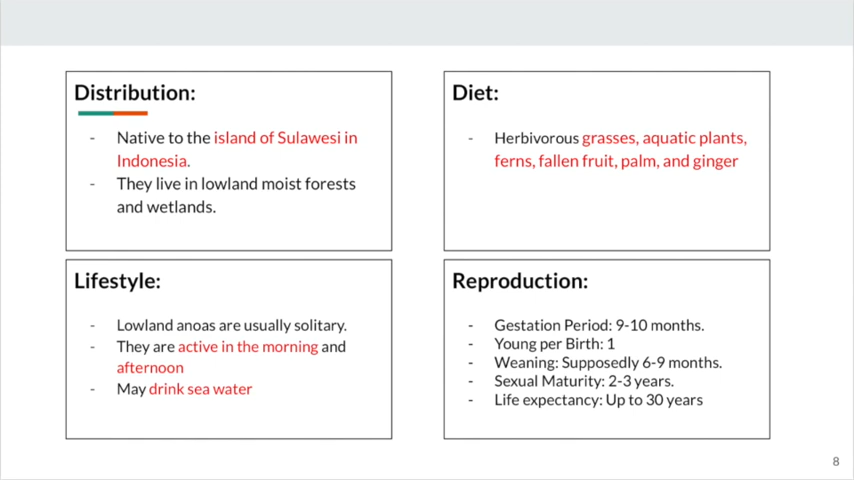 Distribution:
- Native to the island of Sulawesi in
Indonesia.
- They live in lowland moist forests
and wetlands.
Diet:
- Herbivorous grasses, aquatic plants,
ferns, fallen fruit, palm, and ginger
Lifestyle:
- Lowland anoas are usually solitary.
- They are active in the morning and
afternoon
- May drink sea water
Reproduction:
- Gestation Period: 9-10 months.
- Young per Birth: 1
- Weaning: Supposedly 6-9 months.
- Sexual Maturity: 2-3 years.
- Life expectancy: Up to 30 years
8